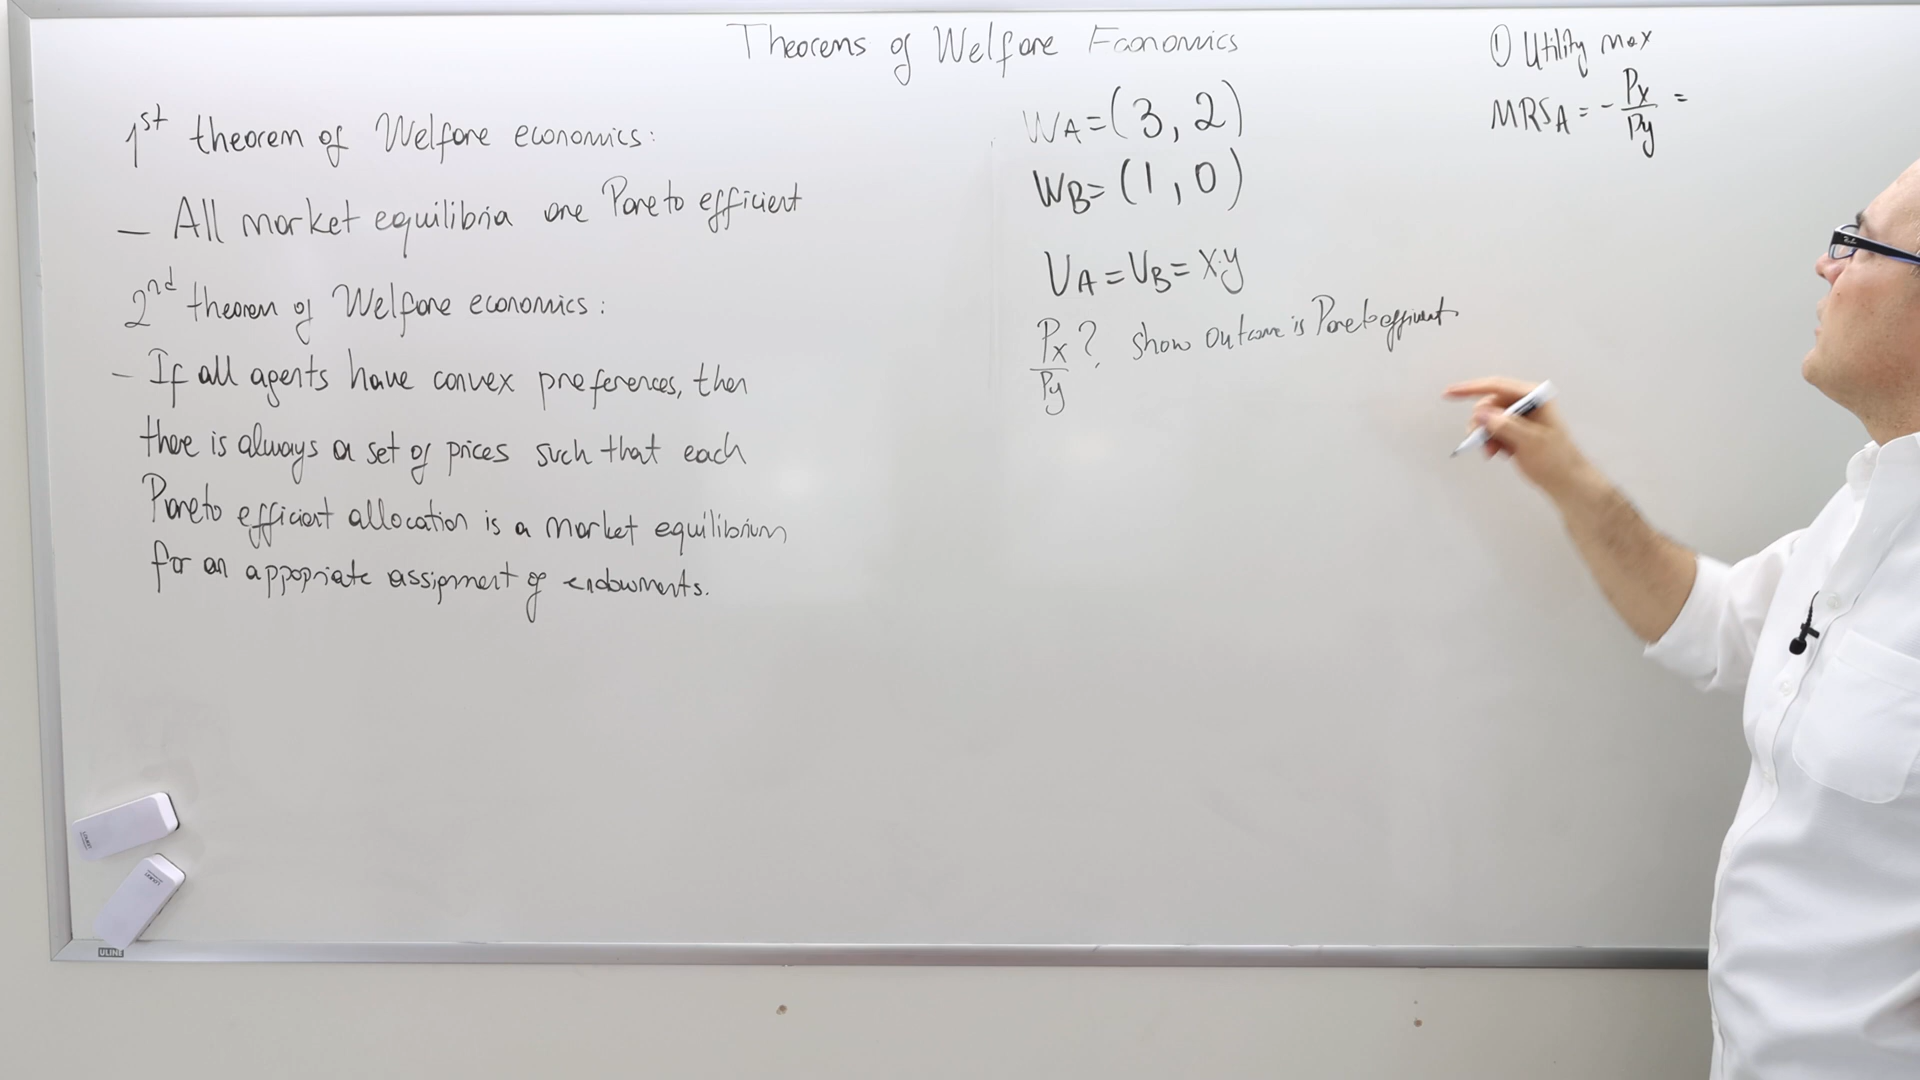 Theorems of Welfare Economics
1st theorem of Welfare economics:
— All market equilibria are Pareto efficient
2nd theorem of Welfare economics:
- If all agents have convex preferences, then
there is always a set of prices such that each
Pareto efficient allocation is a market equilibrium
for an appopriate assigment of endowments.
WA=(3,2)
WB=(1,0)
UA=UB=x·y
Px/Py? show outcome is Pareto efficient
① Utility max
MRSA = -Px/Py =
ULINE